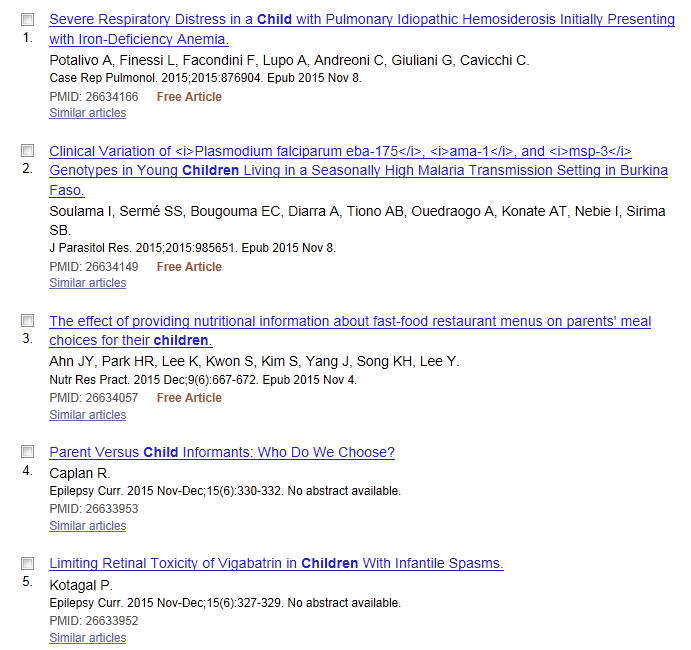 Severe Respiratory Distress in a Child with Pulmonary Idiopathic Hemosiderosis Initially Presenting
1. with Iron-Deficiency Anemia.
Potalivo A, Finessi L, Facondini F, Lupo A, Andreoni C, Giuliani G, Cavicchi C.
Case Rep Pulmonol. 2015;2015:876904. Epub 2015 Nov 8.
PMID: 26634166 Free Article
Similar articles
Clinical Variation of <i>Plasmodium falciparum eba-175</i>, <i>ama-1</i>, and <i>msp-3</i>
2. Genotypes in Young Children Living in a Seasonally High Malaria Transmission Setting in Burkina
Faso.
Soulama I, Sermé SS, Bougouma EC, Diarra A, Tiono AB, Ouedraogo A, Konate AT, Nebie I, Sirima
SB.
J Parasitol Res. 2015;2015:985651. Epub 2015 Nov 8.
PMID: 26634149 Free Article
Similar articles
The effect of providing nutritional information about fast-food restaurant menus on parents' meal
3. choices for their children.
Ahn JY, Park HR, Lee K, Kwon S, Kim S, Yang J, Song KH, Lee Y.
Nutr Res Pract. 2015 Dec;9(6):667-672. Epub 2015 Nov 4.
PMID: 26634057 Free Article
Similar articles
Parent Versus Child Informants: Who Do We Choose?
4. Caplan R.
Epilepsy Curr. 2015 Nov-Dec;15(6):330-332. No abstract available.
PMID: 26633953
Similar articles
Limiting Retinal Toxicity of Vigabatrin in Children With Infantile Spasms.
5. Kotagal P.
Epilepsy Curr. 2015 Nov-Dec;15(6):327-329. No abstract available.
PMID: 26633952
Similar articles